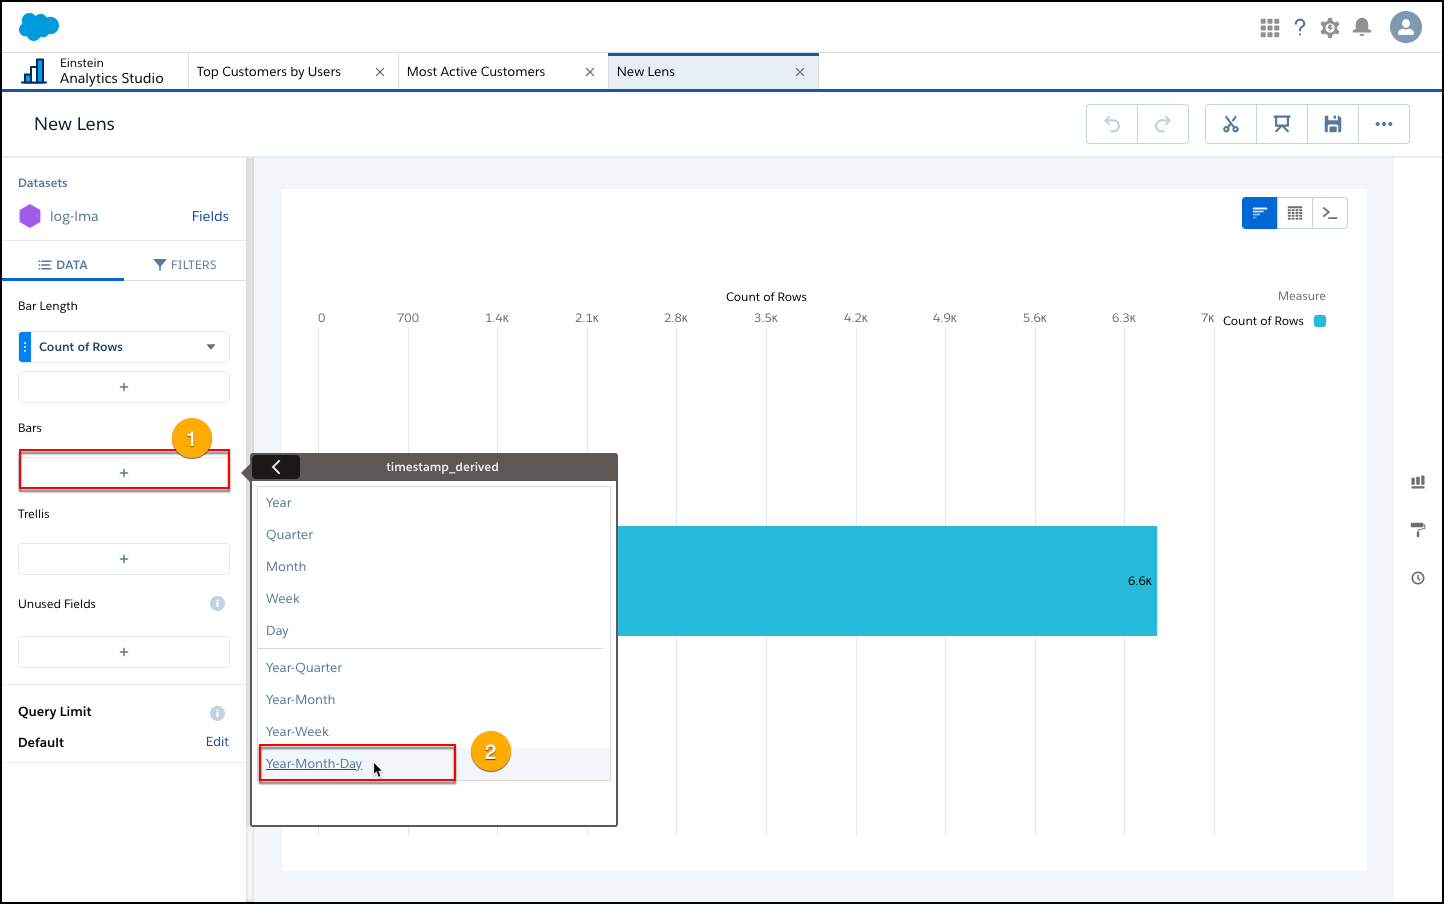 Einstein
Analytics Studio
Top Customers by Users
Most Active Customers
New Lens
New Lens
Datasets
log-lma
Fields
DATA
FILTERS
Bar Length
Count of Rows
+
Bars
1
+
Trellis
+
Unused Fields
+
Query Limit
Default
Edit
timestamp_derived
Year
Quarter
Month
Week
Day
Year-Quarter
Year-Month
Year-Week
Year-Month-Day
2
Count of Rows
0 700 1.4K 2.1K 2.8K 3.5K 4.2K 4.9K 5.6K 6.3K 7K
Measure
Count of Rows
6.6K